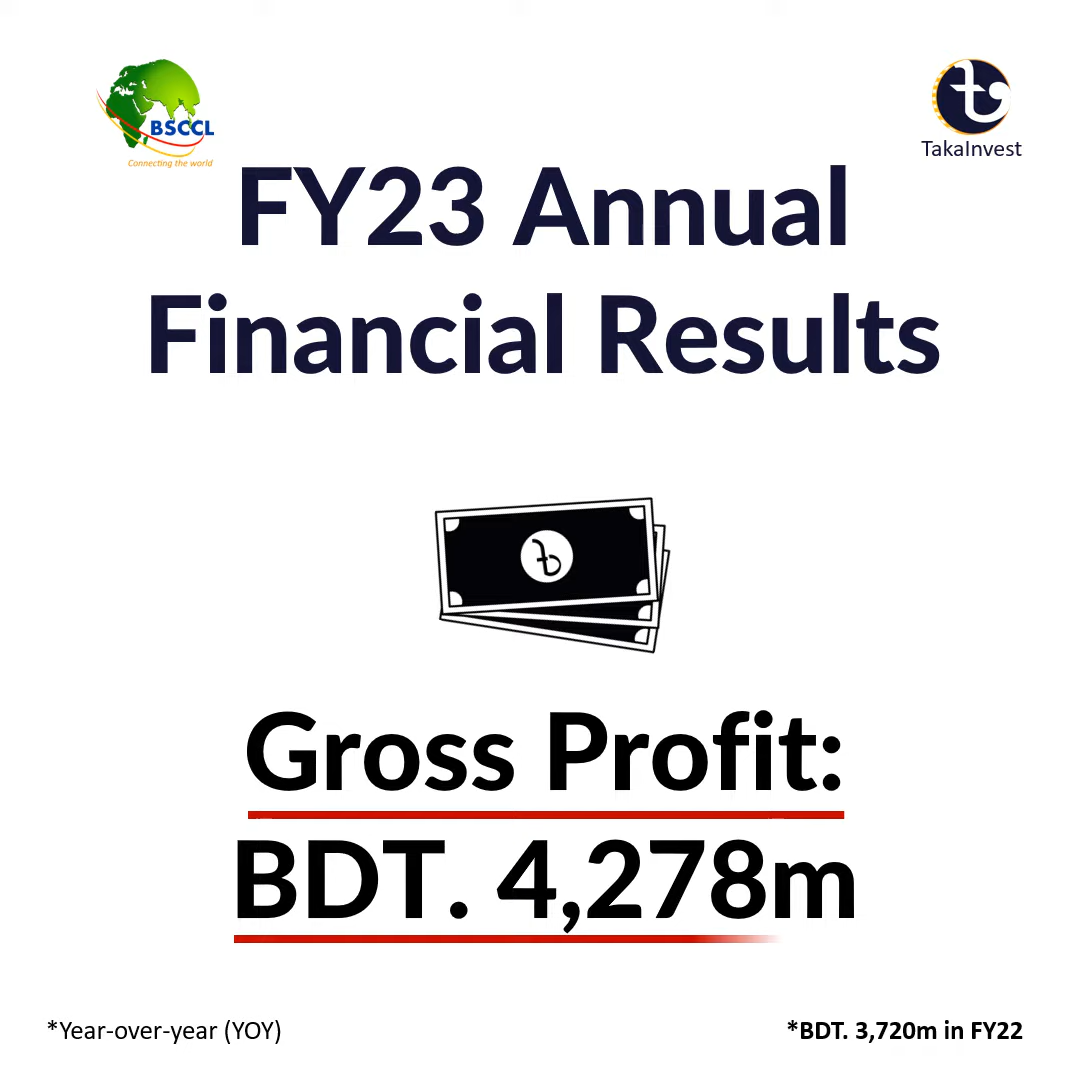 BSCCL
Connecting the world
TakaInvest
FY23 Annual
Financial Results
Gross Profit:
BDT. 4,278m
*Year-over-year (YOY)
*BDT. 3,720m in FY22